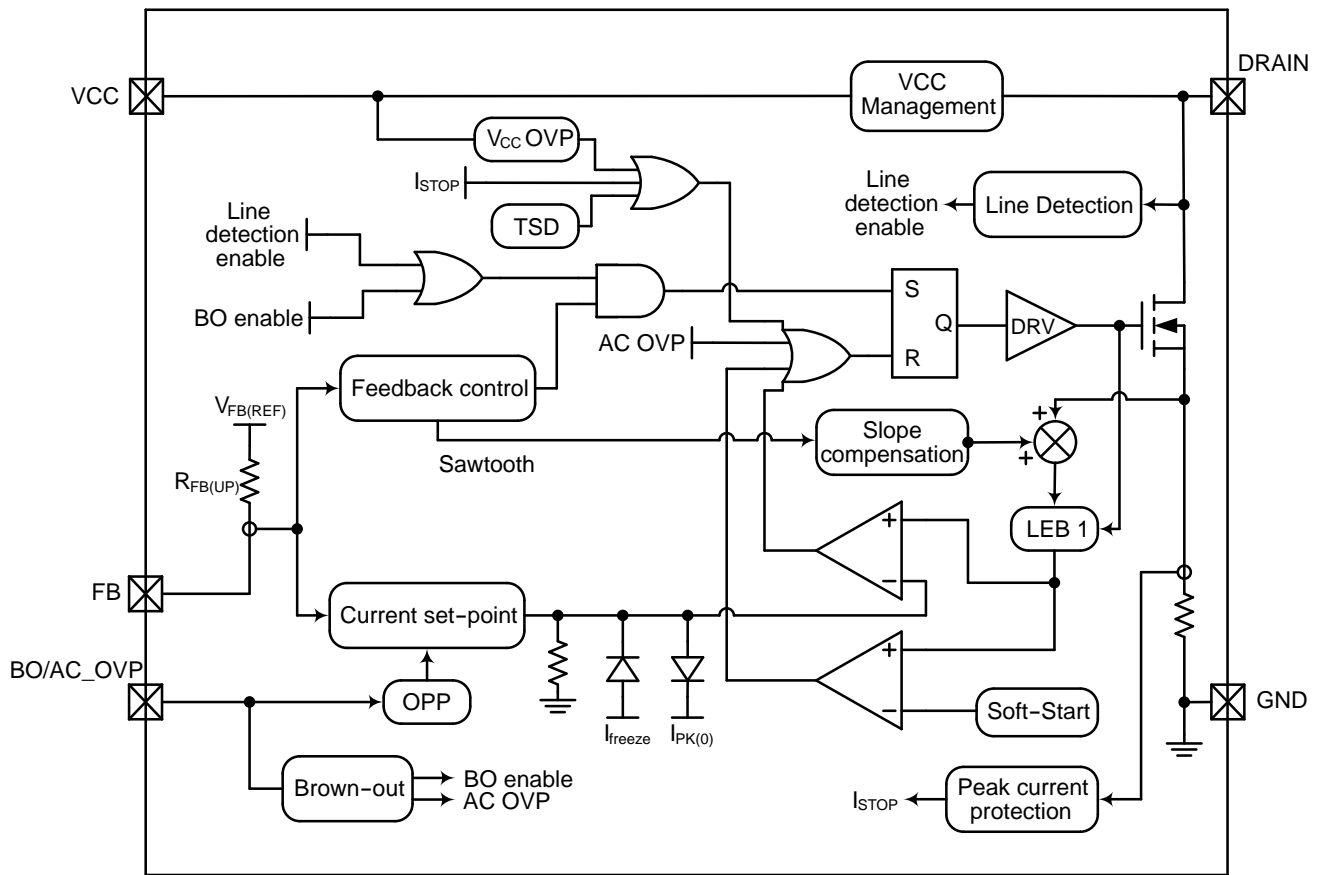 DRAIN
VCC
VCC
Management
VCC OVP
ISTOP
Line
detection
enable
Line Detection
TSD
Line
detection
enable
BO enable
S
Q
R
DRV
AC OVP
Feedback control
VFB(REF)
RFB(UP)
Sawtooth
Slope
compensation
+
+
LEB 1
+
−
FB
Current set−point
BO/AC_OVP
OPP
+
−
Soft−Start
GND
Ifreeze
IPK(0)
Brown−out
BO enable
AC OVP
ISTOP
Peak current
protection